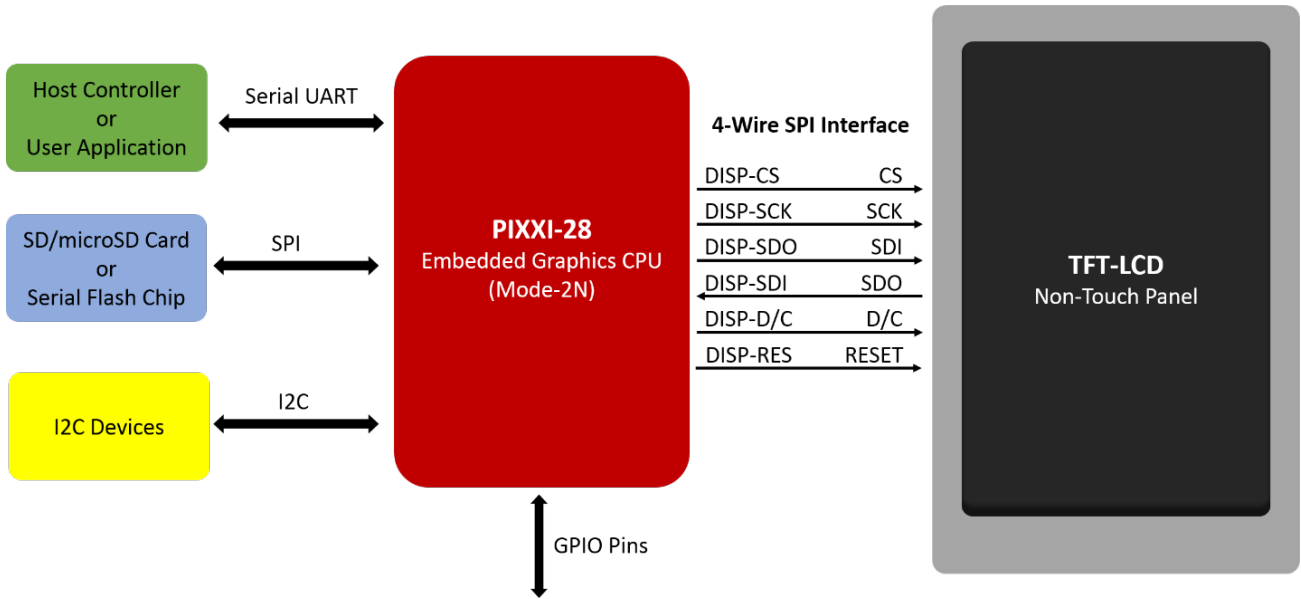 Host Controller
or
User Application
Serial UART
SD/microSD Card
or
Serial Flash Chip
SPI
I2C Devices
I2C
PIXXI-28
Embedded Graphics CPU
(Mode-2N)
GPIO Pins
4-Wire SPI Interface
DISP-CS CS
DISP-SCK SCK
DISP-SDO SDI
DISP-SDI SDO
DISP-D/C D/C
DISP-RES RESET
TFT-LCD
Non-Touch Panel